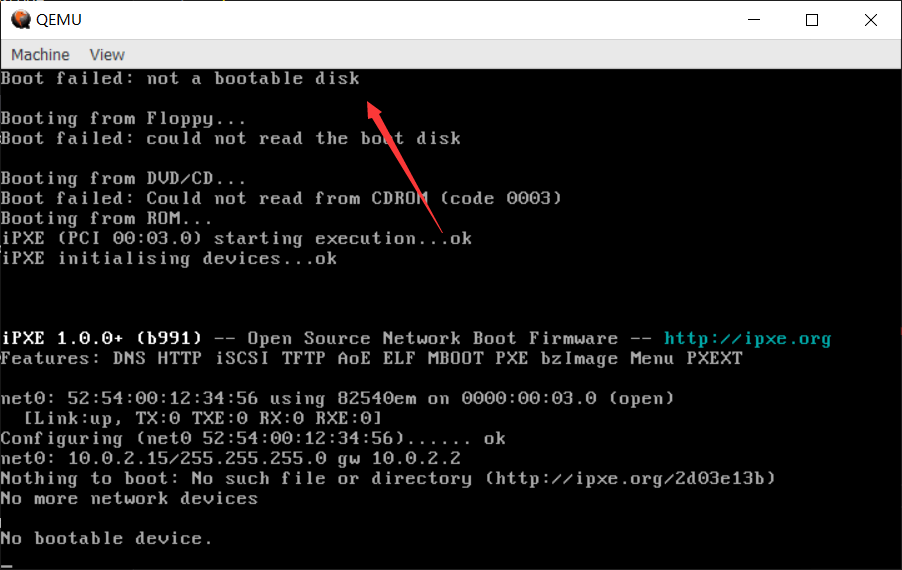 QEMU
Machine View
Boot failed: not a bootable disk
Booting from Floppy...
Boot failed: could not read the boot disk
Booting from DVD/CD...
Boot failed: Could not read from CDROM (code 0003)
Booting from ROM...
iPXE (PCI 00:03.0) starting execution...ok
iPXE initialising devices...ok
iPXE 1.0.0+ (b991) -- Open Source Network Boot Firmware -- http://ipxe.org
Features: DNS HTTP iSCSI TFTP AoE ELF MBOOT PXE bzImage Menu PXEXT
net0: 52:54:00:12:34:56 using 82540em on 0000:00:03.0 (open)
[Link:up, TX:0 TXE:0 RX:0 RXE:0]
Configuring (net0 52:54:00:12:34:56)...... ok
net0: 10.0.2.15/255.255.255.0 gw 10.0.2.2
Nothing to boot: No such file or directory (http://ipxe.org/2d03e13b)
No more network devices
No bootable device.